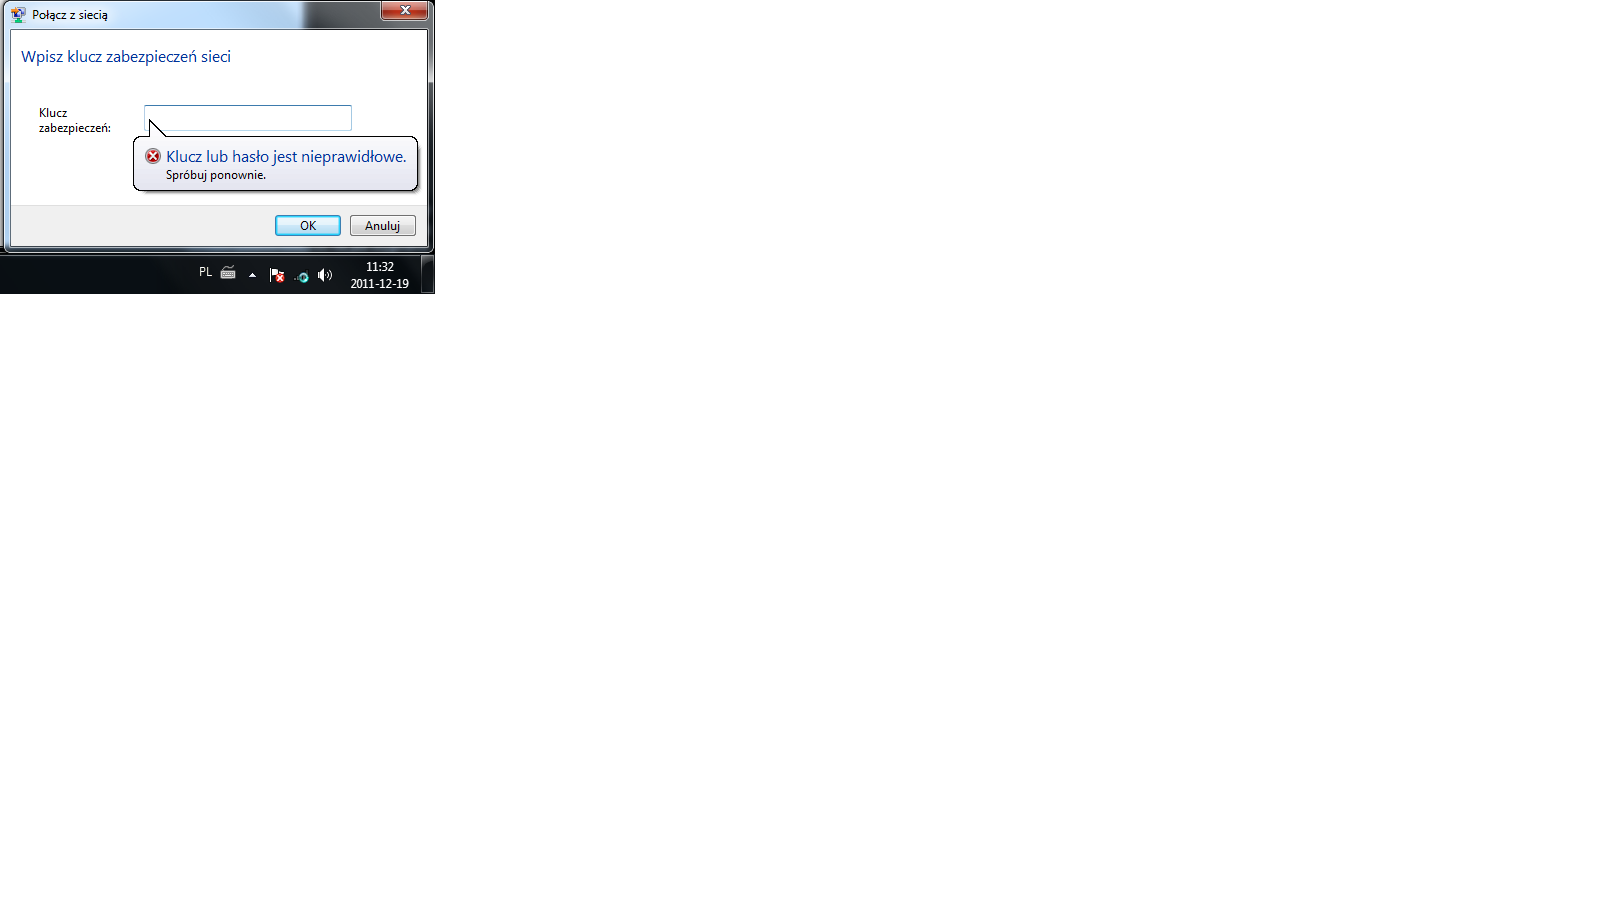 Połącz z siecią
Wpisz klucz zabezpieczeń sieci
Klucz
zabezpieczeń:
Klucz lub hasło jest nieprawidłowe.
Spróbuj ponownie.
OK
Anuluj
PL
11:32
2011-12-19